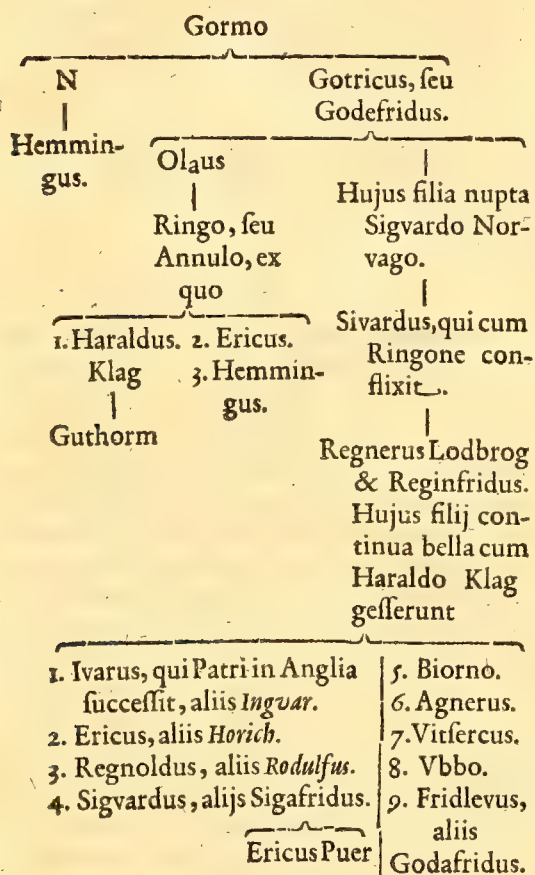 Gormo
N
Gotricus, ſeu
Godefridus.
Hemmin-
gus.
Olaus
Ringo, ſeu
Annulo, ex
quo
1. Haraldus. 2. Ericus.
Klag 3. Hemmin-
gus.
Guthorm
Hujus filia nupta
Sigvardo Nor-
vago.
Sivardus, qui cum
Ringone con-
flixit.
Regnerus Lodbrog
& Reginfridus.
Hujus filij con-
tinua bella cum
Haraldo Klag
geſſerunt
1. Ivarus, qui Patri in Anglia
ſucceſſit, aliis Ingvar.
2. Ericus, aliis Horich.
3. Regnoldus, aliis Rodulfus.
4. Sigvardus, alijs Sigafridus.
Ericus Puer
5. Biorno.
6. Agnerus.
7. Vitſercus.
8. Vbbo.
9. Fridlevus,
aliis
Godafridus.